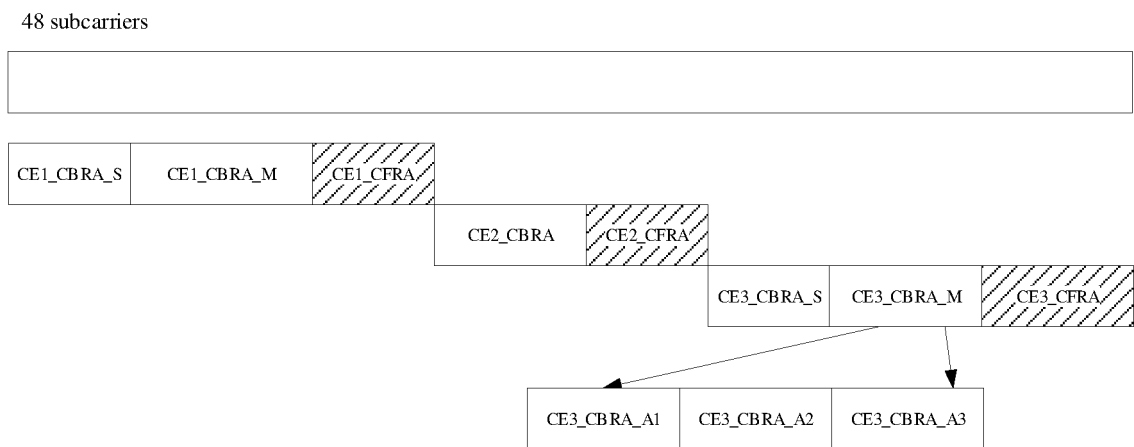 48 subcarriers
CE1_CBRA_S
CE1_CBRA_M
CE1_CFRA
CE2_CBRA
CE2_CFRA
CE3_CBRA_S
CE3_CBRA_M
CE3_CFRA
CE3_CBRA_A1
CE3_CBRA_A2
CE3_CBRA_A3